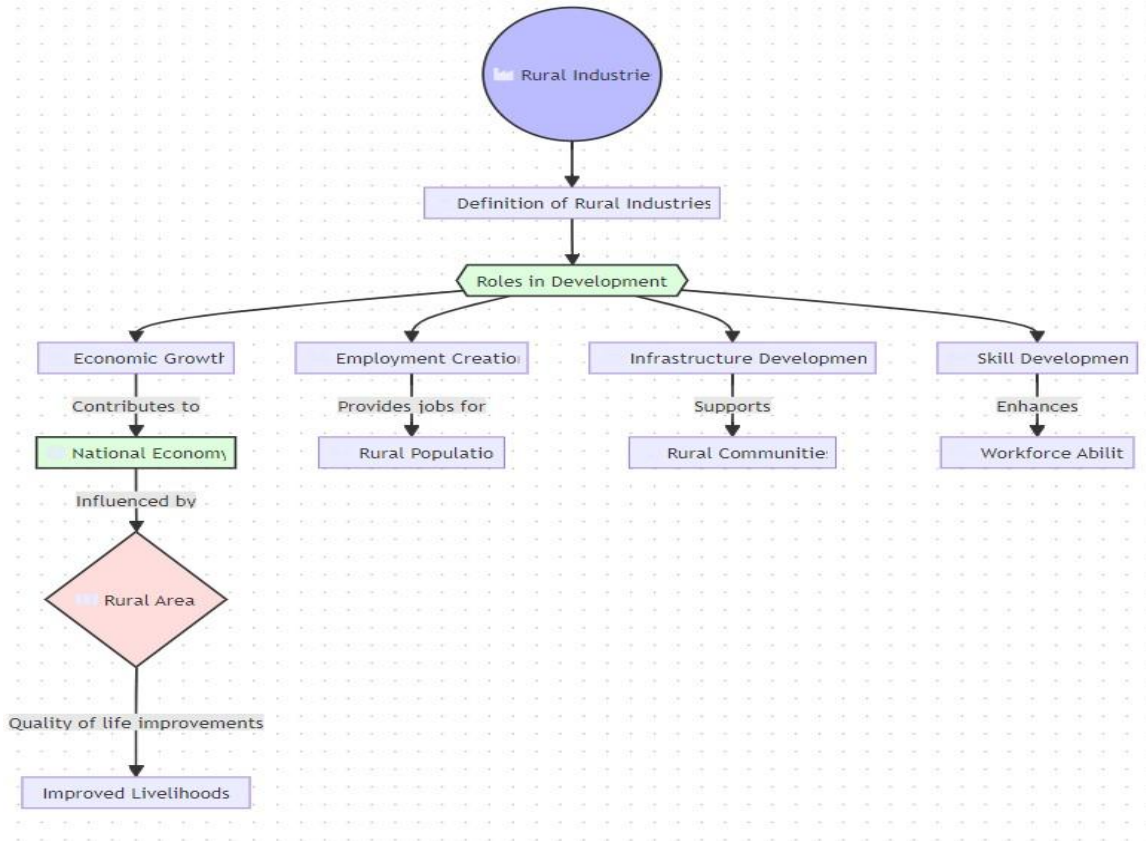 Rural Industrie
Definition of Rural Industries
Roles in Development
Economic Growth
Employment Creatio
Infrastructure Developmen
Skill Developmen
Contributes to
Provides jobs for
Supports
Enhances
National Economy
Rural Populatio
Rural Communitie
Workforce Abilit
Influenced by
Rural Area
Quality of life improvements
Improved Livelihoods